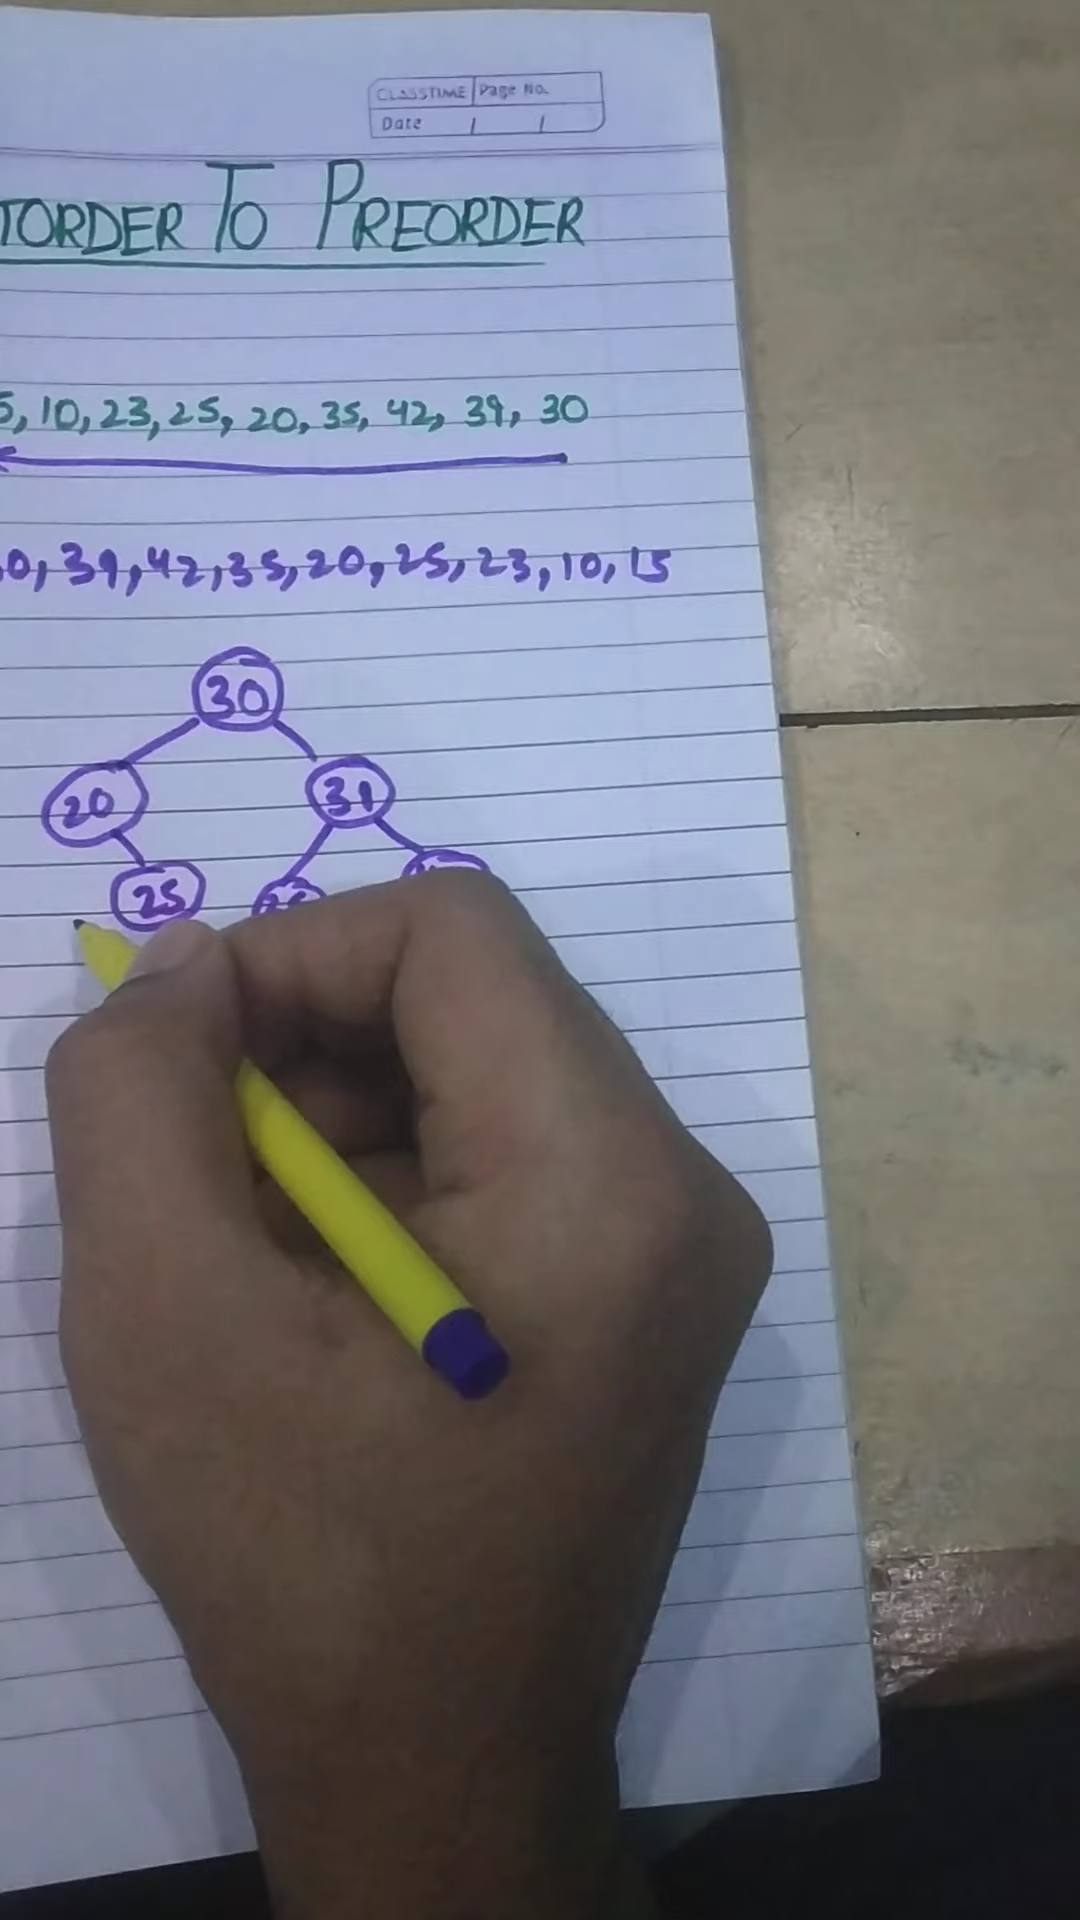 CLASSTIME Page No.
Date / /
TORDER TO PREORDER
5, 10, 23, 25, 20, 35, 42, 39, 30
0, 39, 42, 35, 20, 25, 23, 10, 15
30
20 39
25